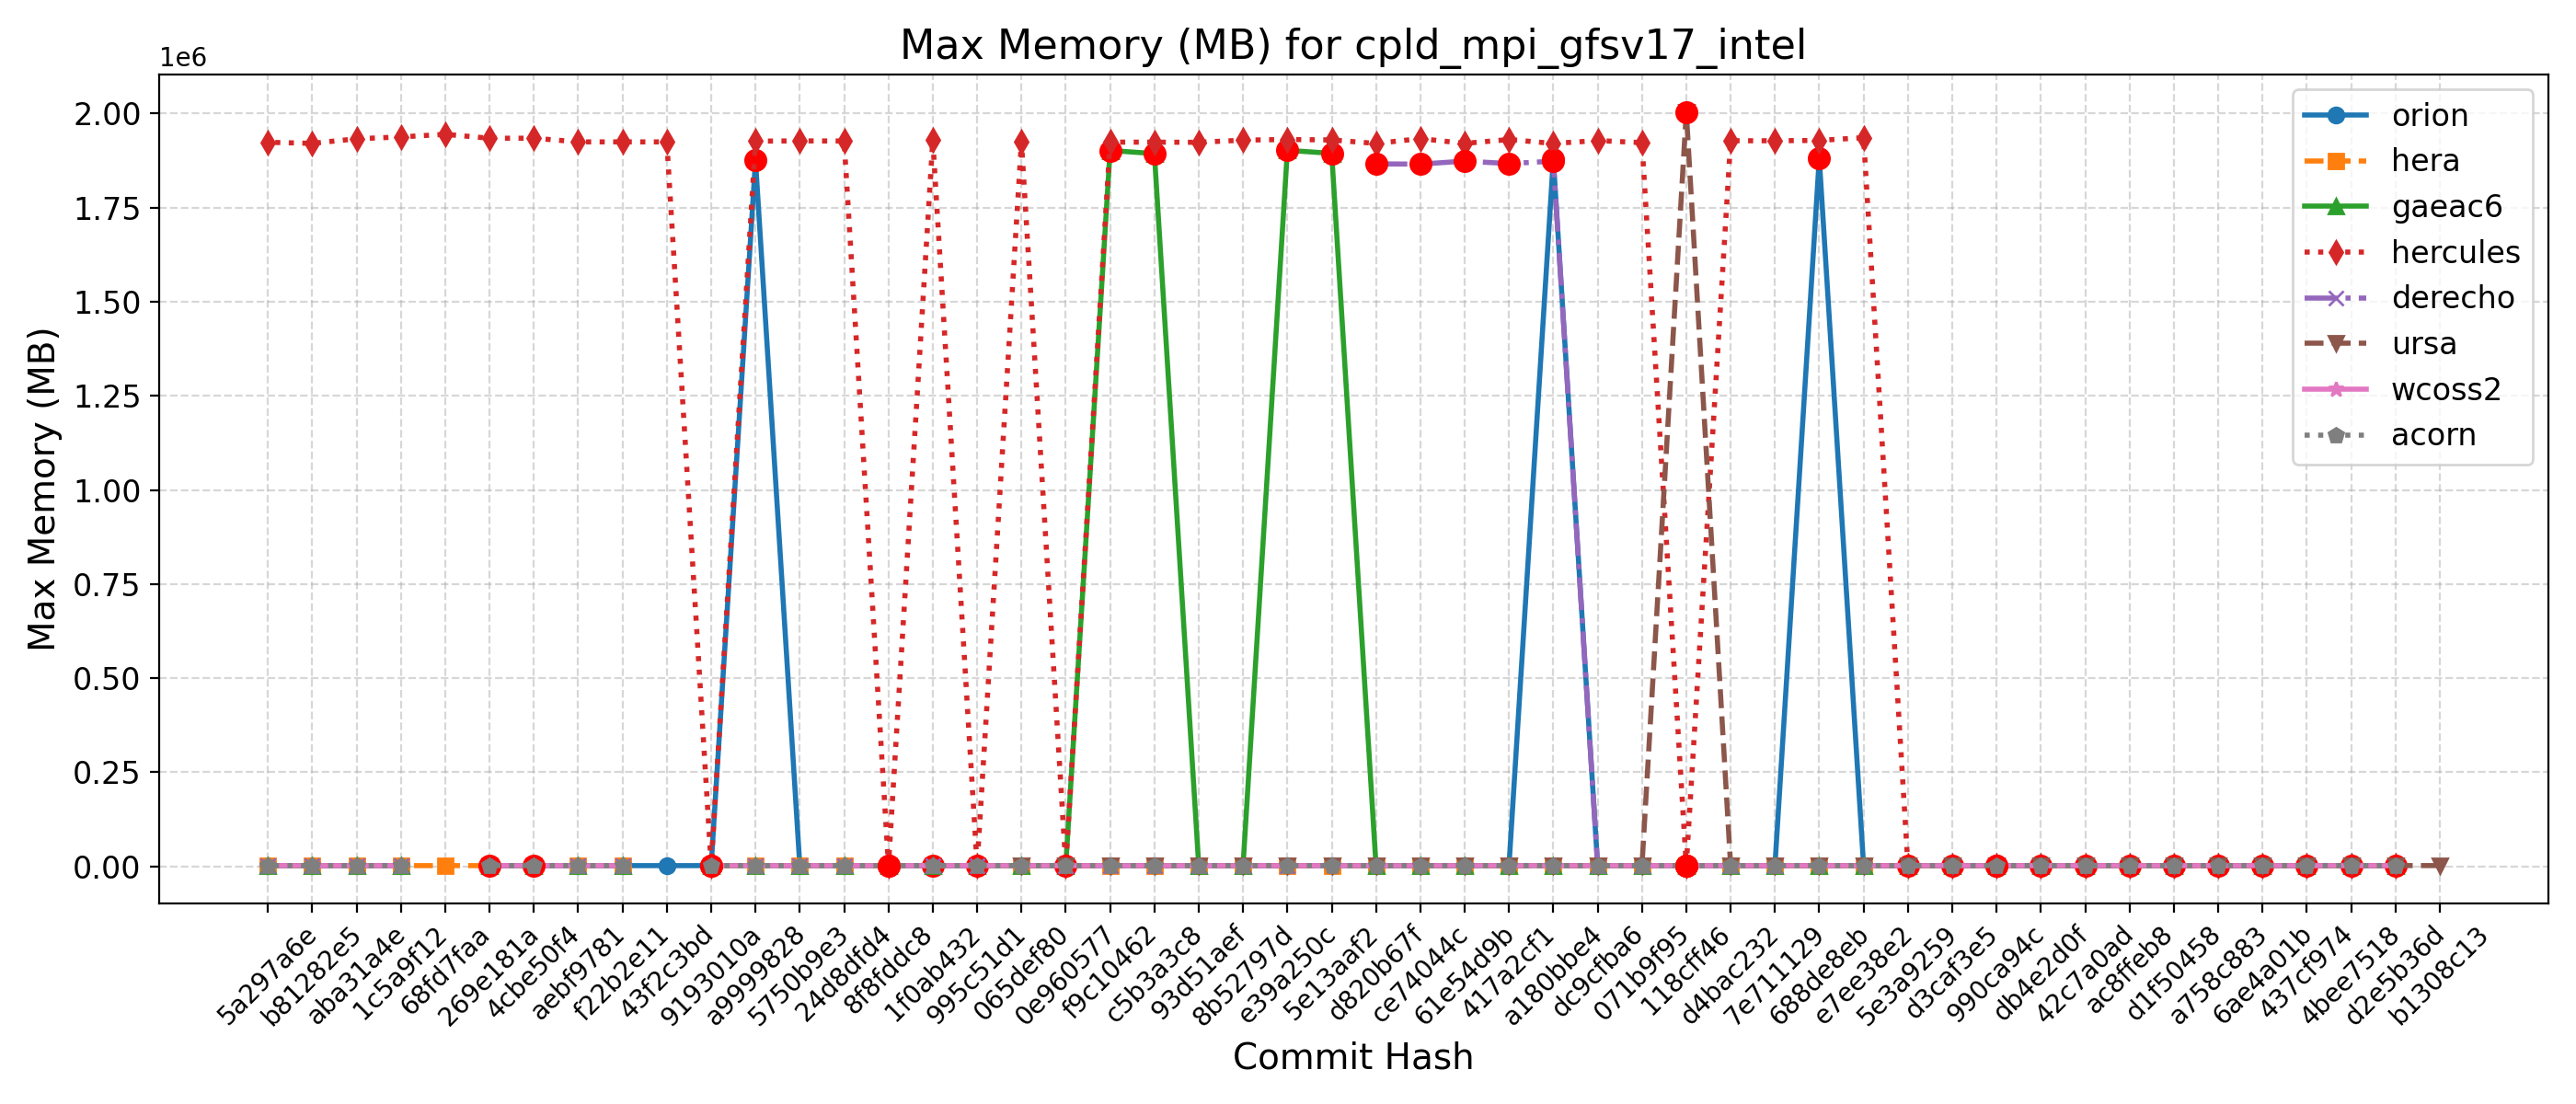 Max Memory (MB) for cpld_mpi_gfsv17_intel
1e6
2.00
1.75
1.50
1.25
1.00
0.75
0.50
0.25
0.00
Max Memory (MB)
orion
hera
gaeac6
hercules
derecho
ursa
wcoss2
acorn
5a297a6e
b81282e5
aba31a4e
1c5a9f12
68fd7faa
269e181a
4cbe50f4
aebf9781
f22b2e11
43f2c3bd
9193010a
a9999828
5750b9e3
24d8dfd4
8f8fddc8
1f0ab432
995c51d1
065def80
0e960577
f9c10462
c5b3a3c8
93d51aef
8b52797d
e39a250c
5e13aaf2
d820b67f
ce74044c
61e54d9b
417a2cf1
a180bbe4
dc9cfba6
071b9f95
118cff46
d4bac232
7e711129
688de8eb
e7ee38e2
5e3a9259
d3caf3e5
990ca94c
db4e2d0f
42c7a0ad
ac8ffeb8
d1f50458
a758c883
6ae4a01b
437cf974
4bee7518
d2e5b36d
b1308c13
Commit Hash